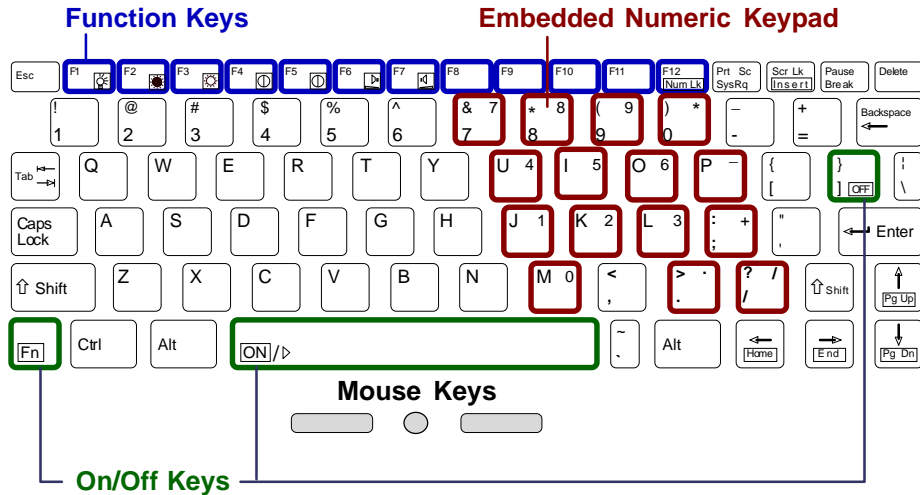 Function Keys Embedded Numeric Keypad
Esc F1 F2 F3 F4 F5 F6 F7 F8 F9 F10 F11 F12 Num Lk Prt Sc SysRq Scr Lk Insert Pause Break Delete
! @ # $ % ^ & 7 * 8 ( 9 ) * _ + Backspace
1 2 3 4 5 6 7 8 9 0 - =
Tab Q W E R T Y U 4 I 5 O 6 P – { } ¦
[ ] OFF \
Caps Lock A S D F G H J 1 K 2 L 3 : + " Enter
; '
Shift Z X C V B N M 0 < > · ? / Shift Pg Up
, . /
Fn Ctrl Alt ON/▷ ~ Alt Home End Pg Dn
`
Mouse Keys
On/Off Keys